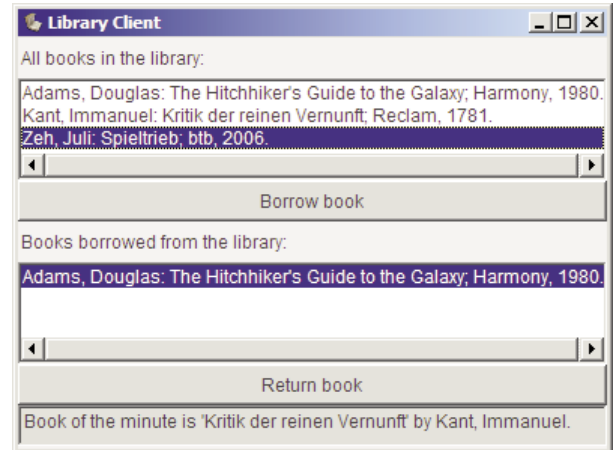 Library Client
All books in the library:
Adams, Douglas: The Hitchhiker's Guide to the Galaxy; Harmony, 1980.
Kant, Immanuel: Kritik der reinen Vernunft; Reclam, 1781.
Zeh, Juli: Spieltrieb; btb, 2006.
Borrow book
Books borrowed from the library:
Adams, Douglas: The Hitchhiker's Guide to the Galaxy; Harmony, 1980.
Return book
Book of the minute is 'Kritik der reinen Vernunft' by Kant, Immanuel.